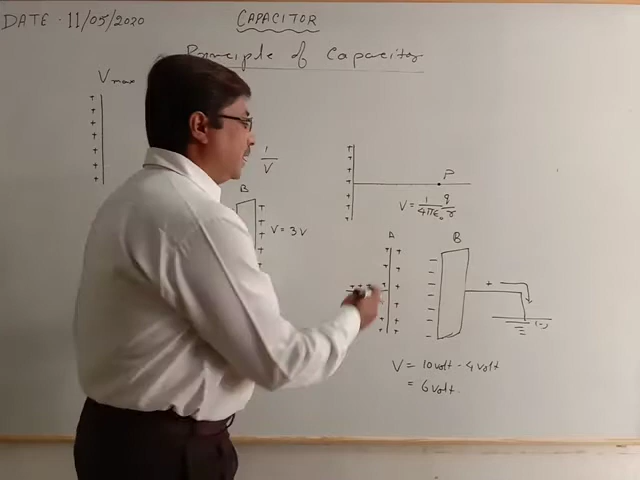 DATE · 11/05/2020
CAPACITOR
Principle of Capacitor
Vmax
1/V
B
V = 3V
P
V = 1/4πε₀ q/r
A
B
+
(-)
V = 10 volt - 4 volt
= 6 volt.